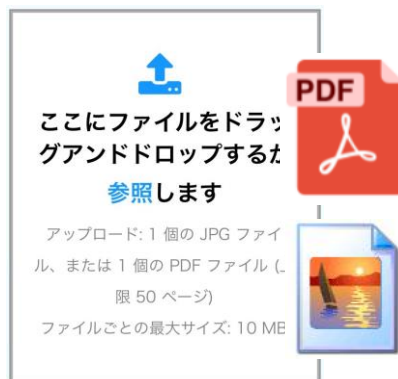 ここにファイルをドラッ
グアンドドロップするか
参照します
アップロード: 1 個の JPG ファイ
ル、または 1 個の PDF ファイル (
限 50 ページ)
ファイルごとの最大サイズ: 10 MB
PDF